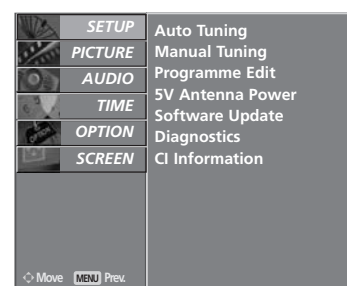 SETUP
PICTURE
AUDIO
TIME
OPTION
SCREEN
Auto Tuning
Manual Tuning
Programme Edit
5V Antenna Power
Software Update
Diagnostics
CI Information
Move MENU Prev.